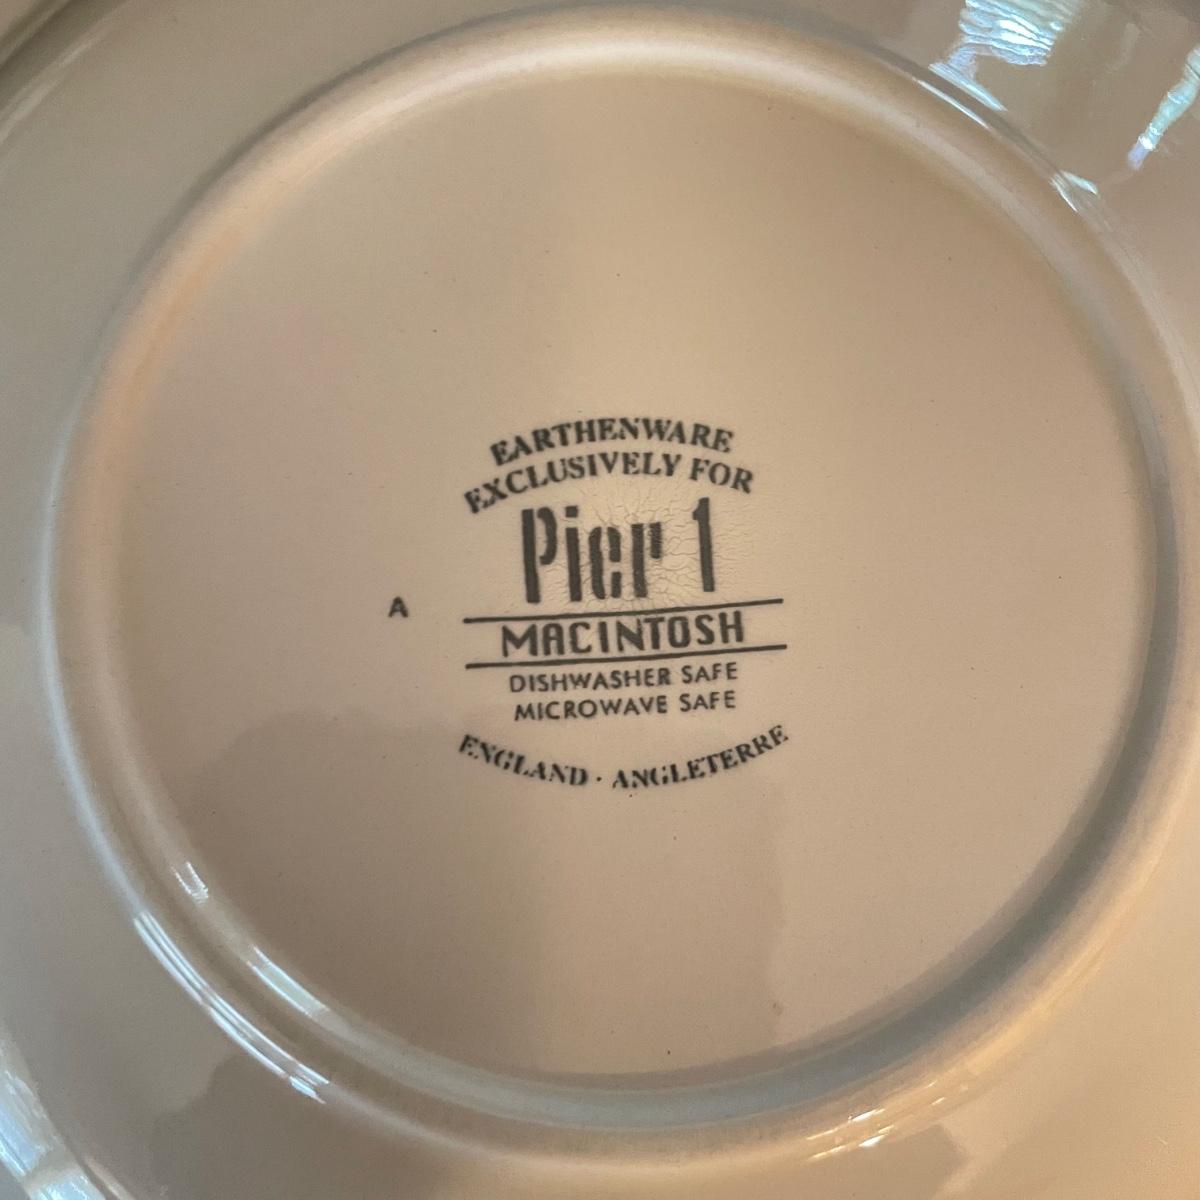 EARTHENWARE
EXCLUSIVELY FOR
Pier 1
A
MACINTOSH
DISHWASHER SAFE
MICROWAVE SAFE
ENGLAND · ANGLETERRE